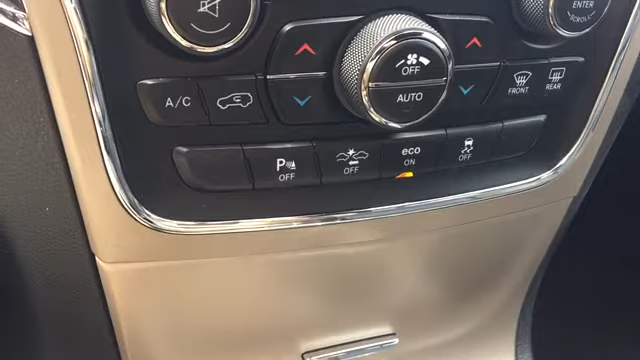 ENTER
SCROLL
OFF
AUTO
A/C
FRONT
REAR
P
OFF
OFF
eco
ON
OFF